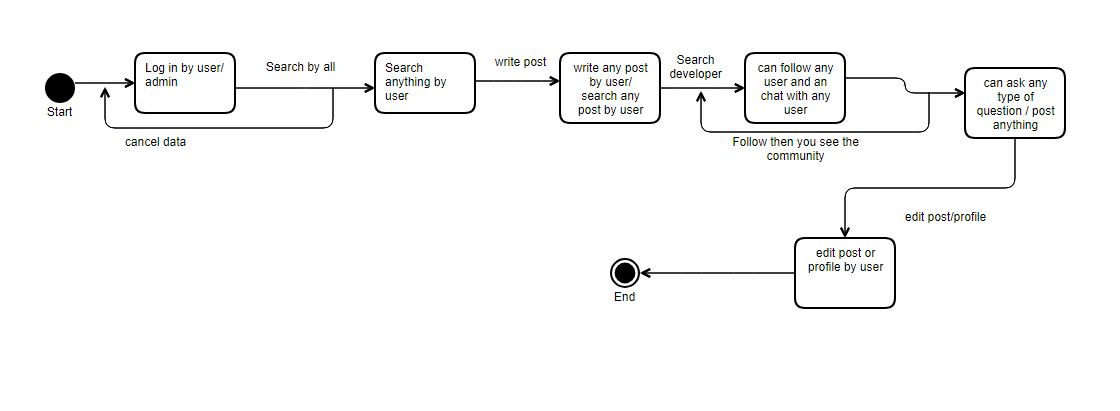 Start
Log in by user/
admin
Search by all
cancel data
Search
anything by
user
write post
write any post
by user/
search any
post by user
Search
developer
can follow any
user and an
chat with any
user
Follow then you see the
community
can ask any
type of
question / post
anything
edit post/profile
edit post or
profile by user
End